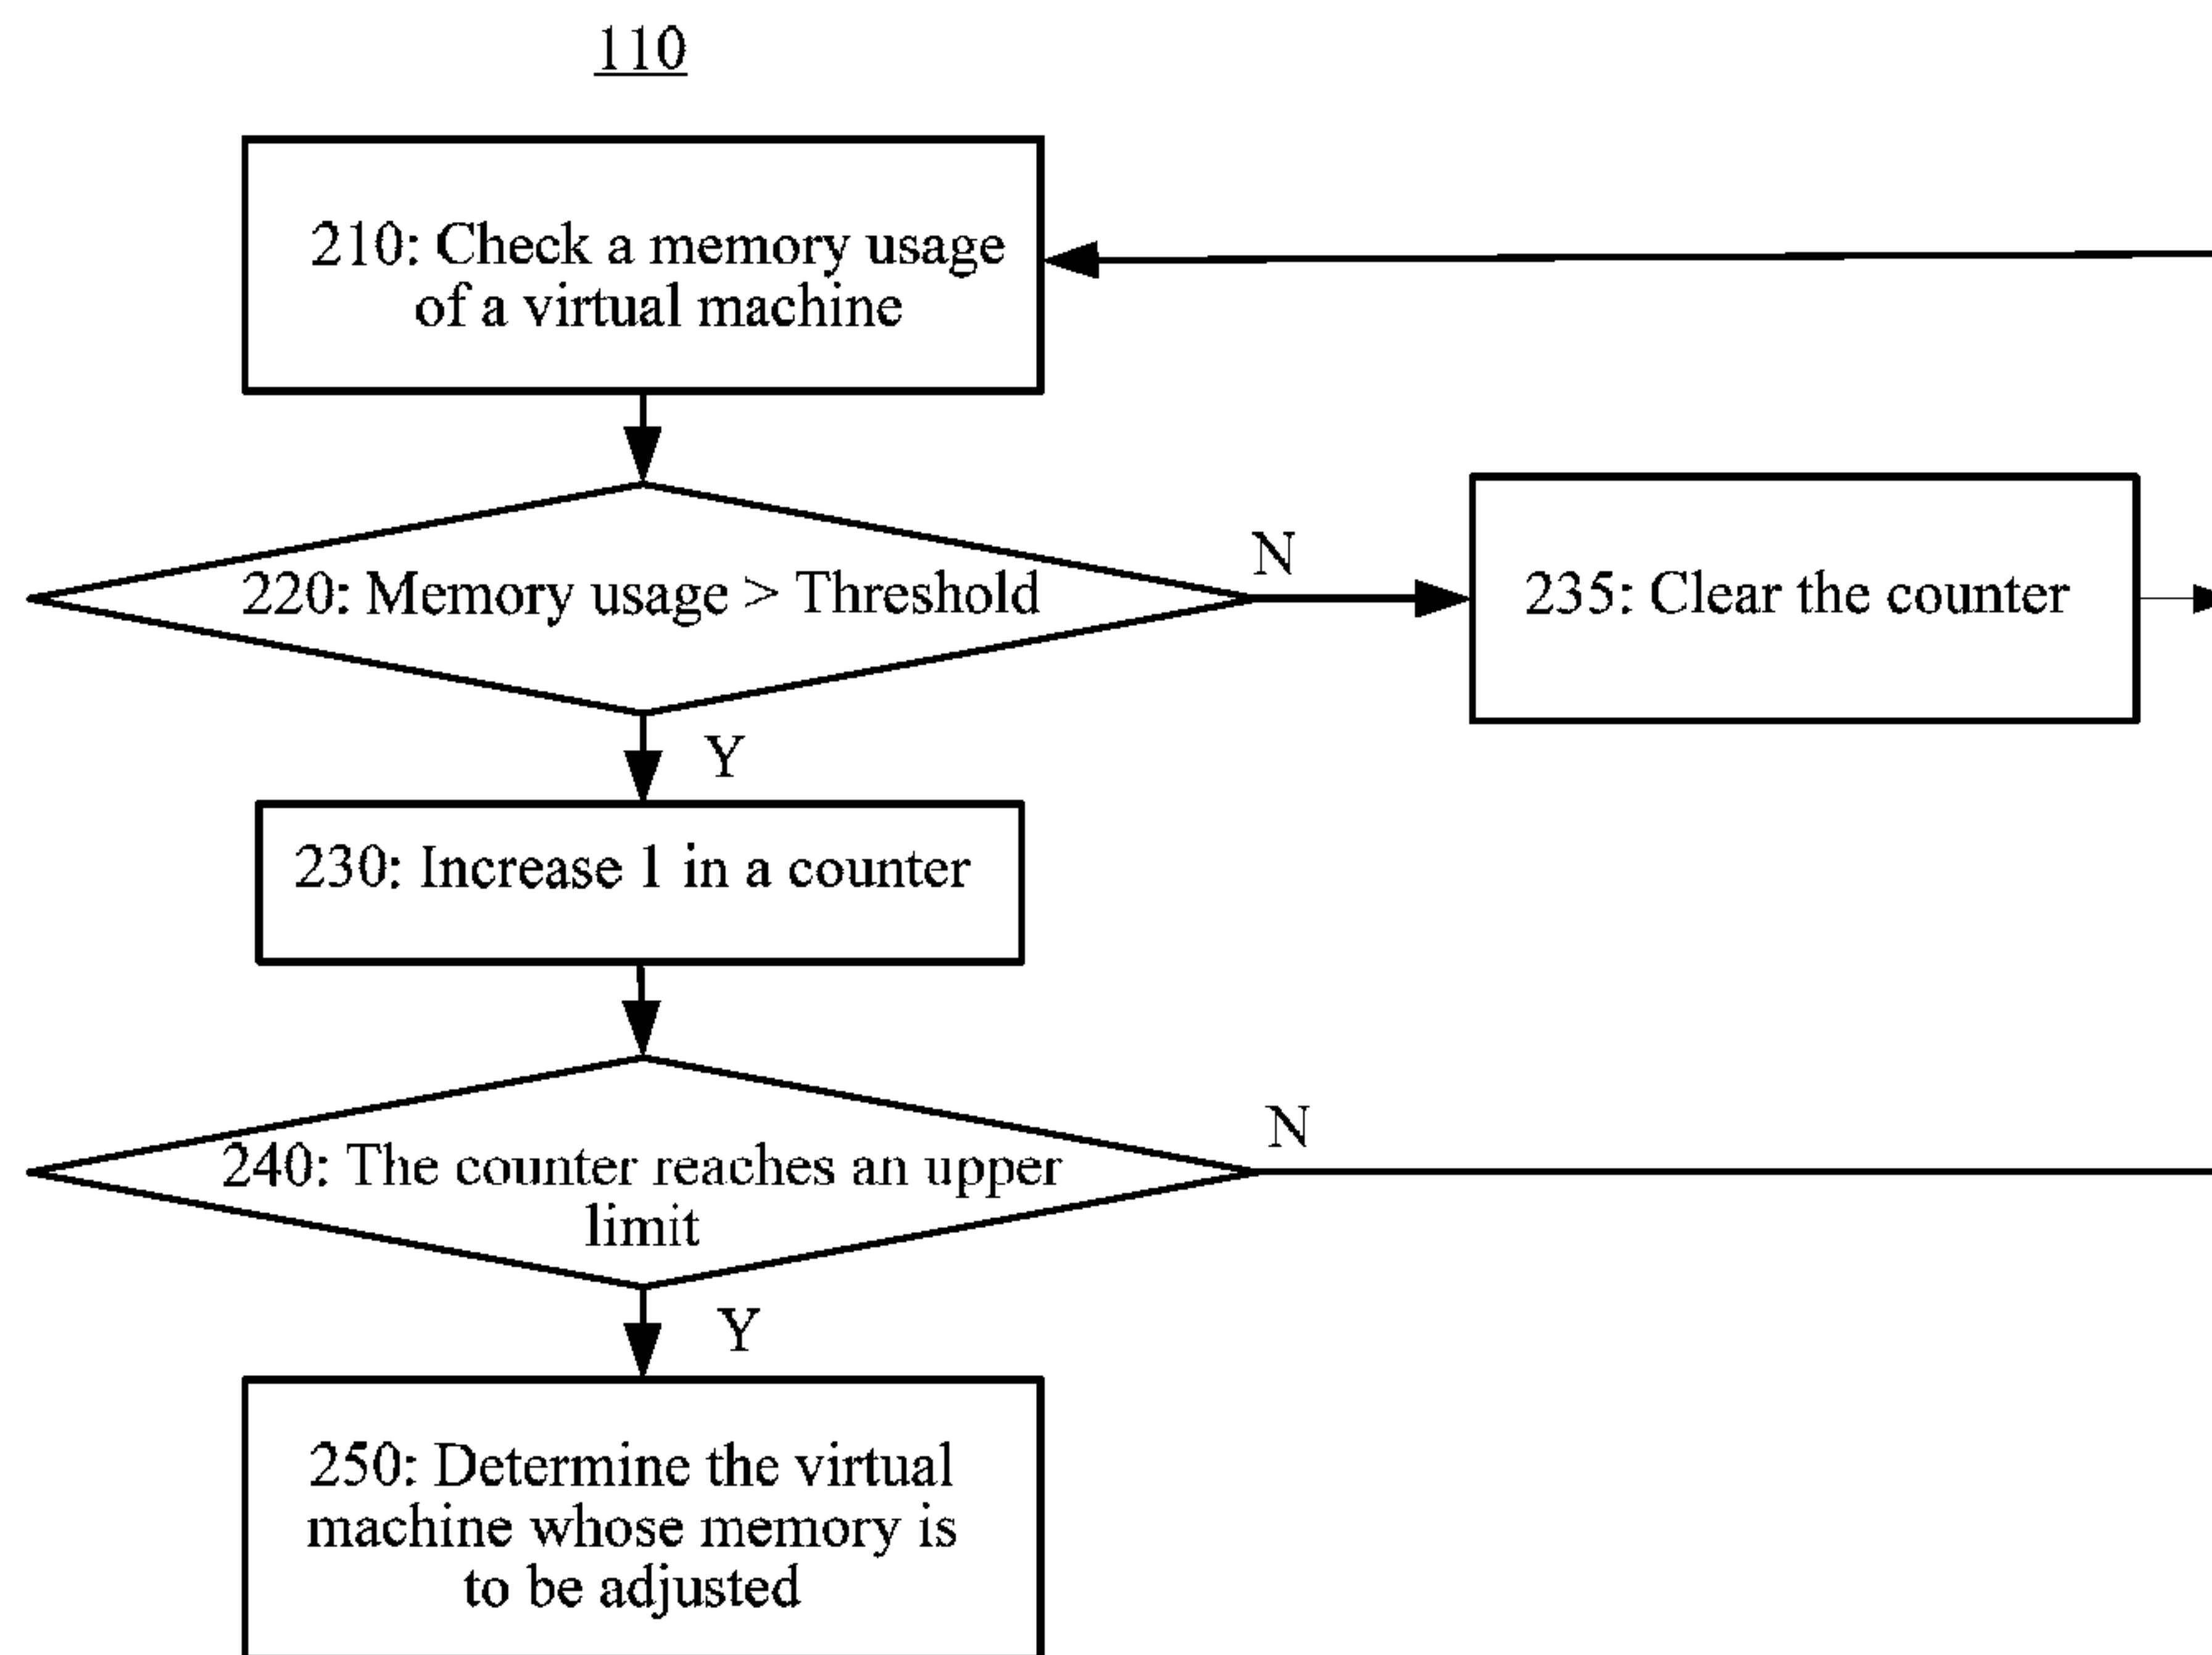 110
210: Check a memory usage
of a virtual machine
220: Memory usage > Threshold
N
235: Clear the counter
Y
230: Increase 1 in a counter
240: The counter reaches an upper
limit
N
Y
250: Determine the virtual
machine whose memory is
to be adjusted